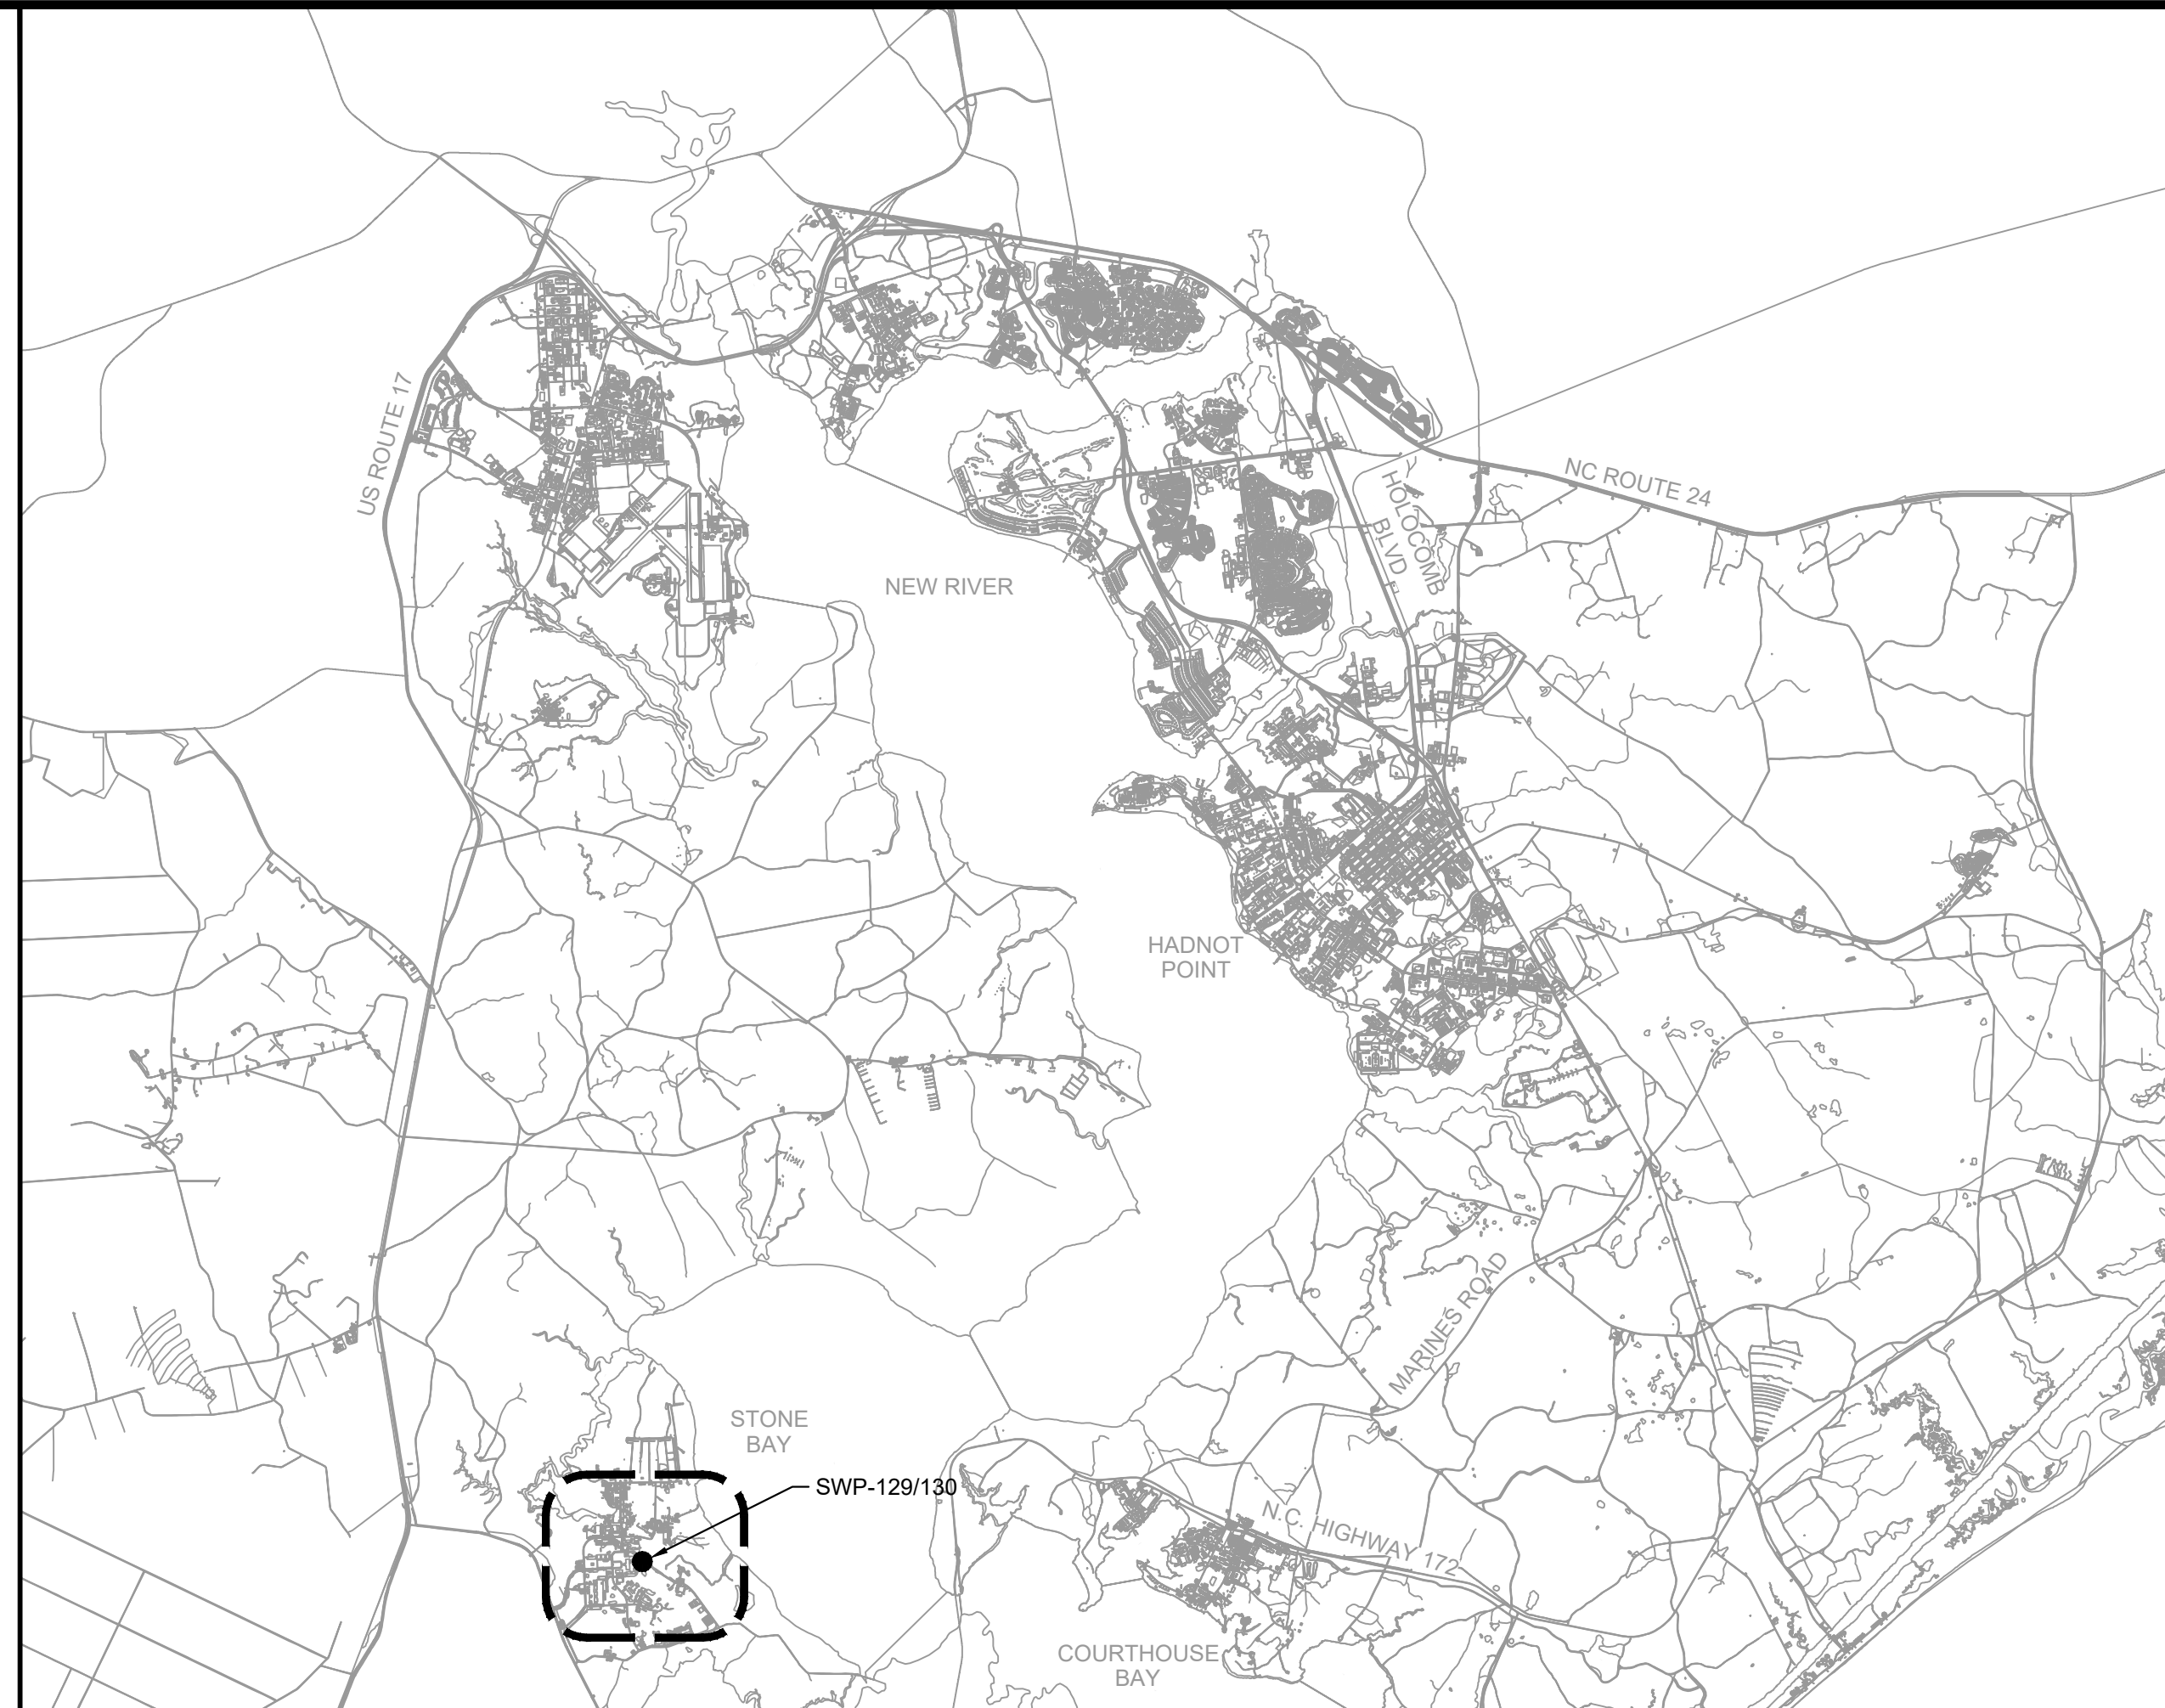 US ROUTE 17
NC ROUTE 24
HOLOCOMB
BLVD
NEW RIVER
HADNOT
POINT
MARINES ROAD
STONE
BAY
SWP-129/130
N.C. HIGHWAY 172
COURTHOUSE
BAY